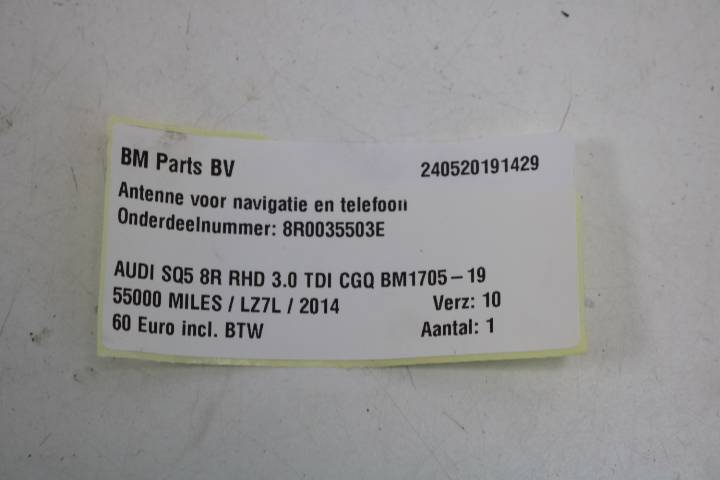 BM Parts BV 240520191429
Antenne voor navigatie en telefoon
Onderdeelnummer: 8R0035503E
AUDI SQ5 8R RHD 3.0 TDI CGQ BM1705-19
55000 MILES / LZ7L / 2014 Verz: 10
60 Euro incl. BTW Aantal: 1